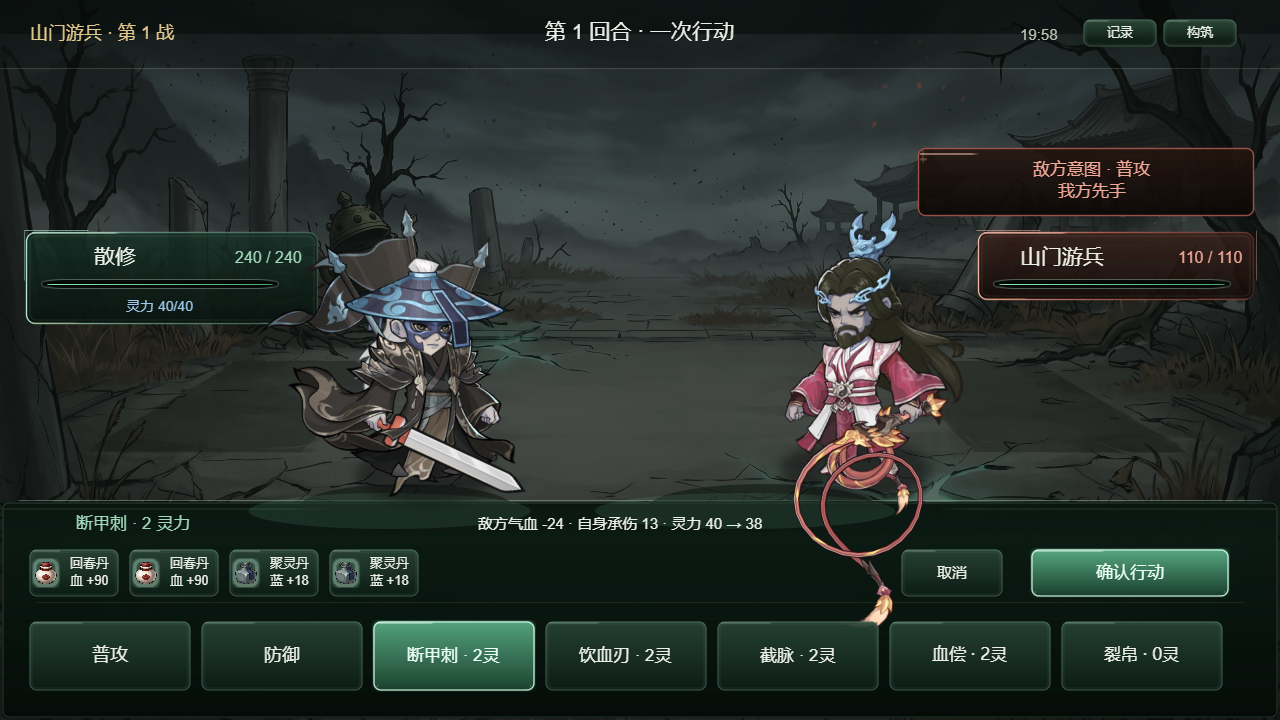 山门游兵 · 第 1 战
第 1 回合 · 一次行动
19:58
记录
构筑
敌方意图 · 普攻
我方先手
散修
240 / 240
灵力 40/40
山门游兵
110 / 110
断甲刺 · 2 灵力
敌方气血 -24 · 自身承伤 13 · 灵力 40 → 38
回春丹
血 +90
回春丹
血 +90
聚灵丹
蓝 +18
聚灵丹
蓝 +18
取消
确认行动
普攻
防御
断甲刺 · 2灵
饮血刃 · 2灵
截脉 · 2灵
血偿 · 2灵
裂帛 · 0灵